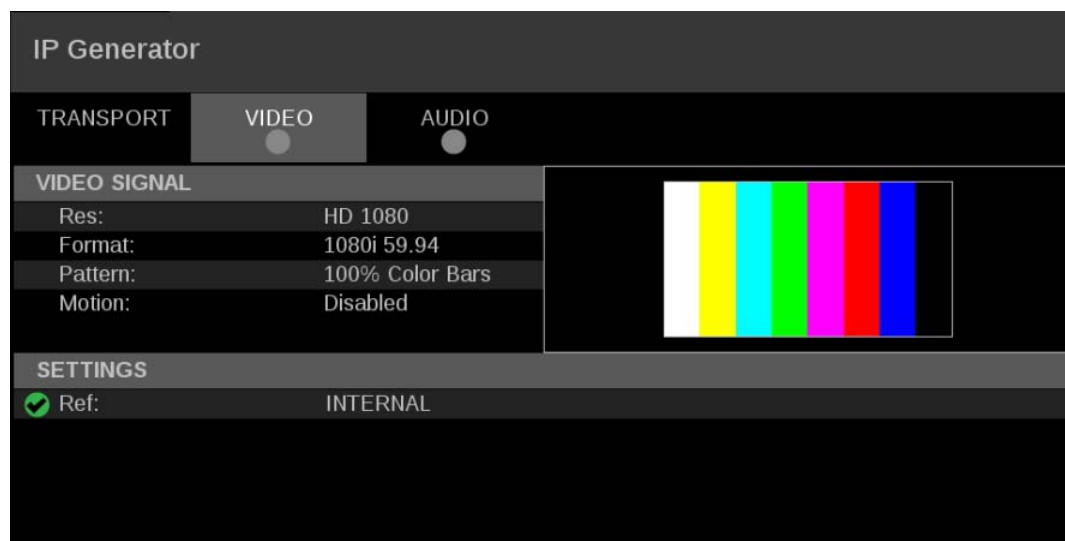 IP Generator
TRANSPORT VIDEO AUDIO
VIDEO SIGNAL
Res: HD 1080
Format: 1080i 59.94
Pattern: 100% Color Bars
Motion: Disabled
SETTINGS
Ref: INTERNAL